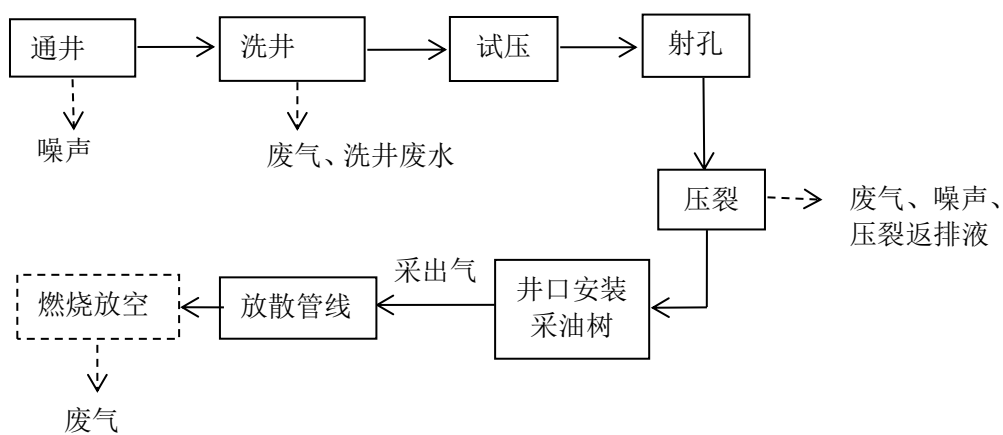 通井
洗井
试压
射孔
噪声
废气、洗井废水
压裂
废气、噪声、
压裂返排液
采出气
井口安装
采油树
放散管线
燃烧放空
废气